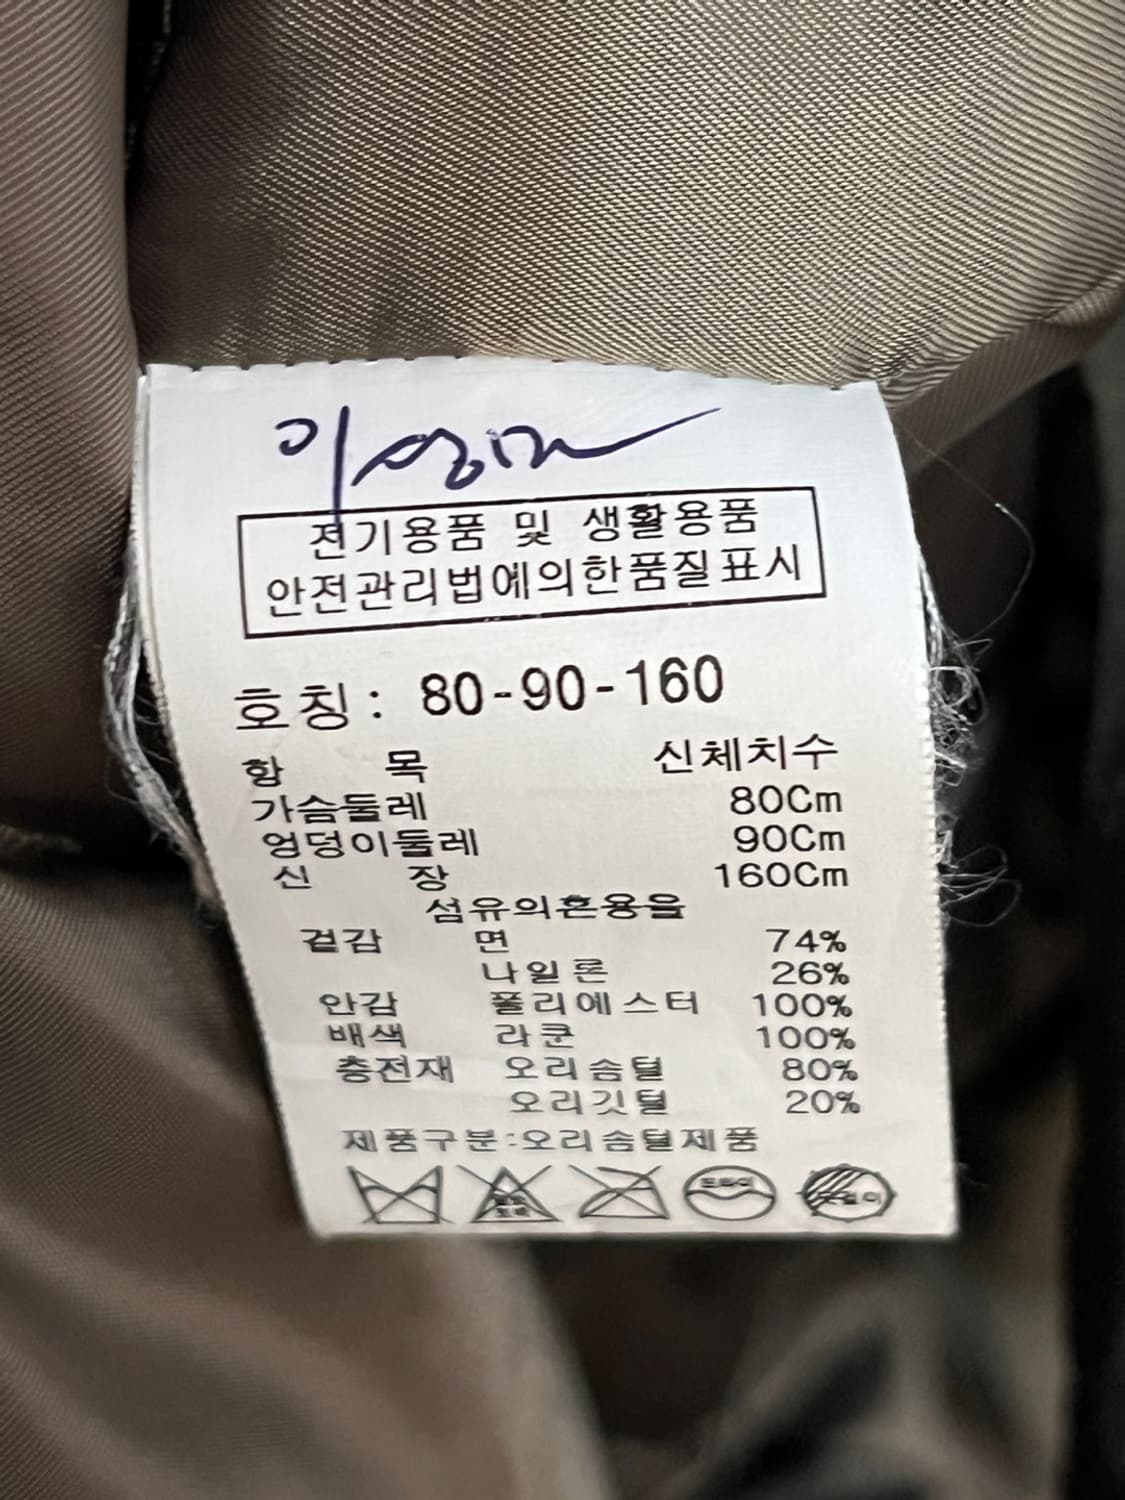 전기용품 및 생활용품
안전관리법에의한품질표시
호칭: 80-90-160
항 목 신체치수
가슴둘레 80Cm
엉덩이둘레 90Cm
신 장 160Cm
섬유의혼용율
겉감 면 74%
나일론 26%
안감 폴리에스터 100%
배색 라쿤 100%
충전재 오리솜털 80%
오리깃털 20%
제품구분:오리솜털제품
드라이